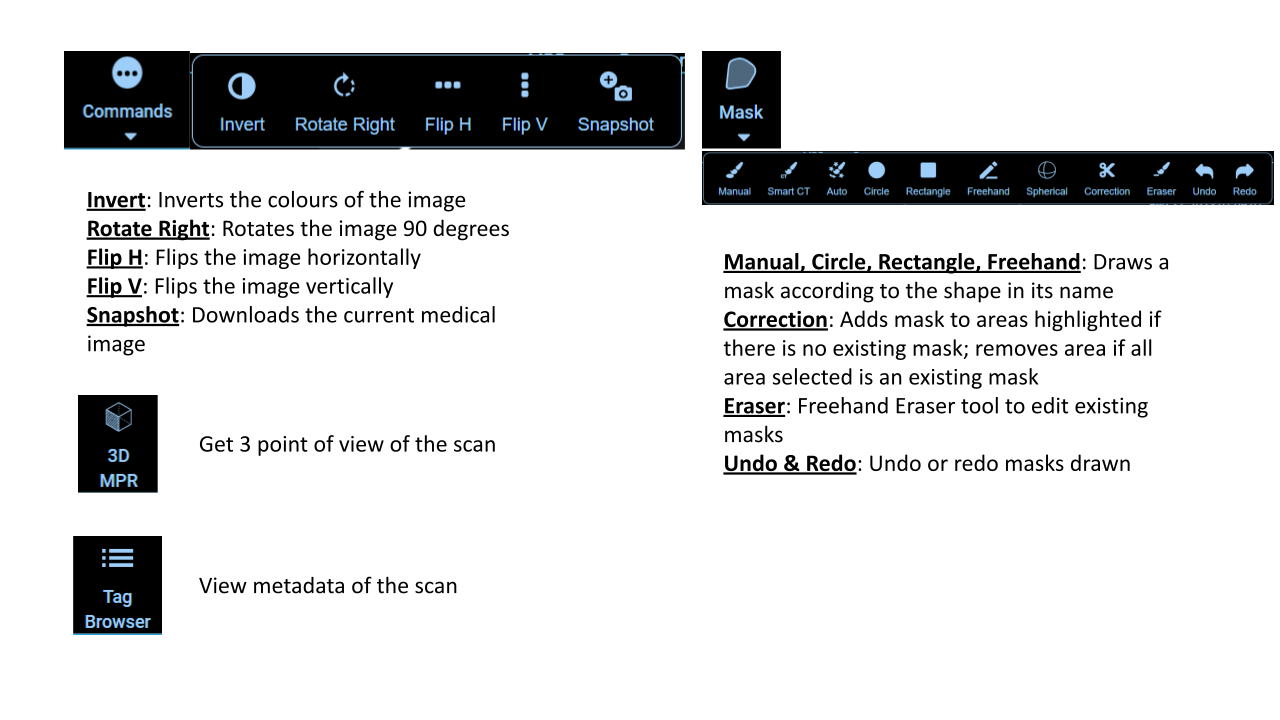 Commands
Invert Rotate Right Flip H Flip V Snapshot
Invert: Inverts the colours of the image
Rotate Right: Rotates the image 90 degrees
Flip H: Flips the image horizontally
Flip V: Flips the image vertically
Snapshot: Downloads the current medical
image
3D
MPR
Get 3 point of view of the scan
Tag
Browser
View metadata of the scan
Mask
Manual Smart CT Auto Circle Rectangle Freehand Spherical Correction Eraser Undo Redo
Manual, Circle, Rectangle, Freehand: Draws a
mask according to the shape in its name
Correction: Adds mask to areas highlighted if
there is no existing mask; removes area if all
area selected is an existing mask
Eraser: Freehand Eraser tool to edit existing
masks
Undo & Redo: Undo or redo masks drawn